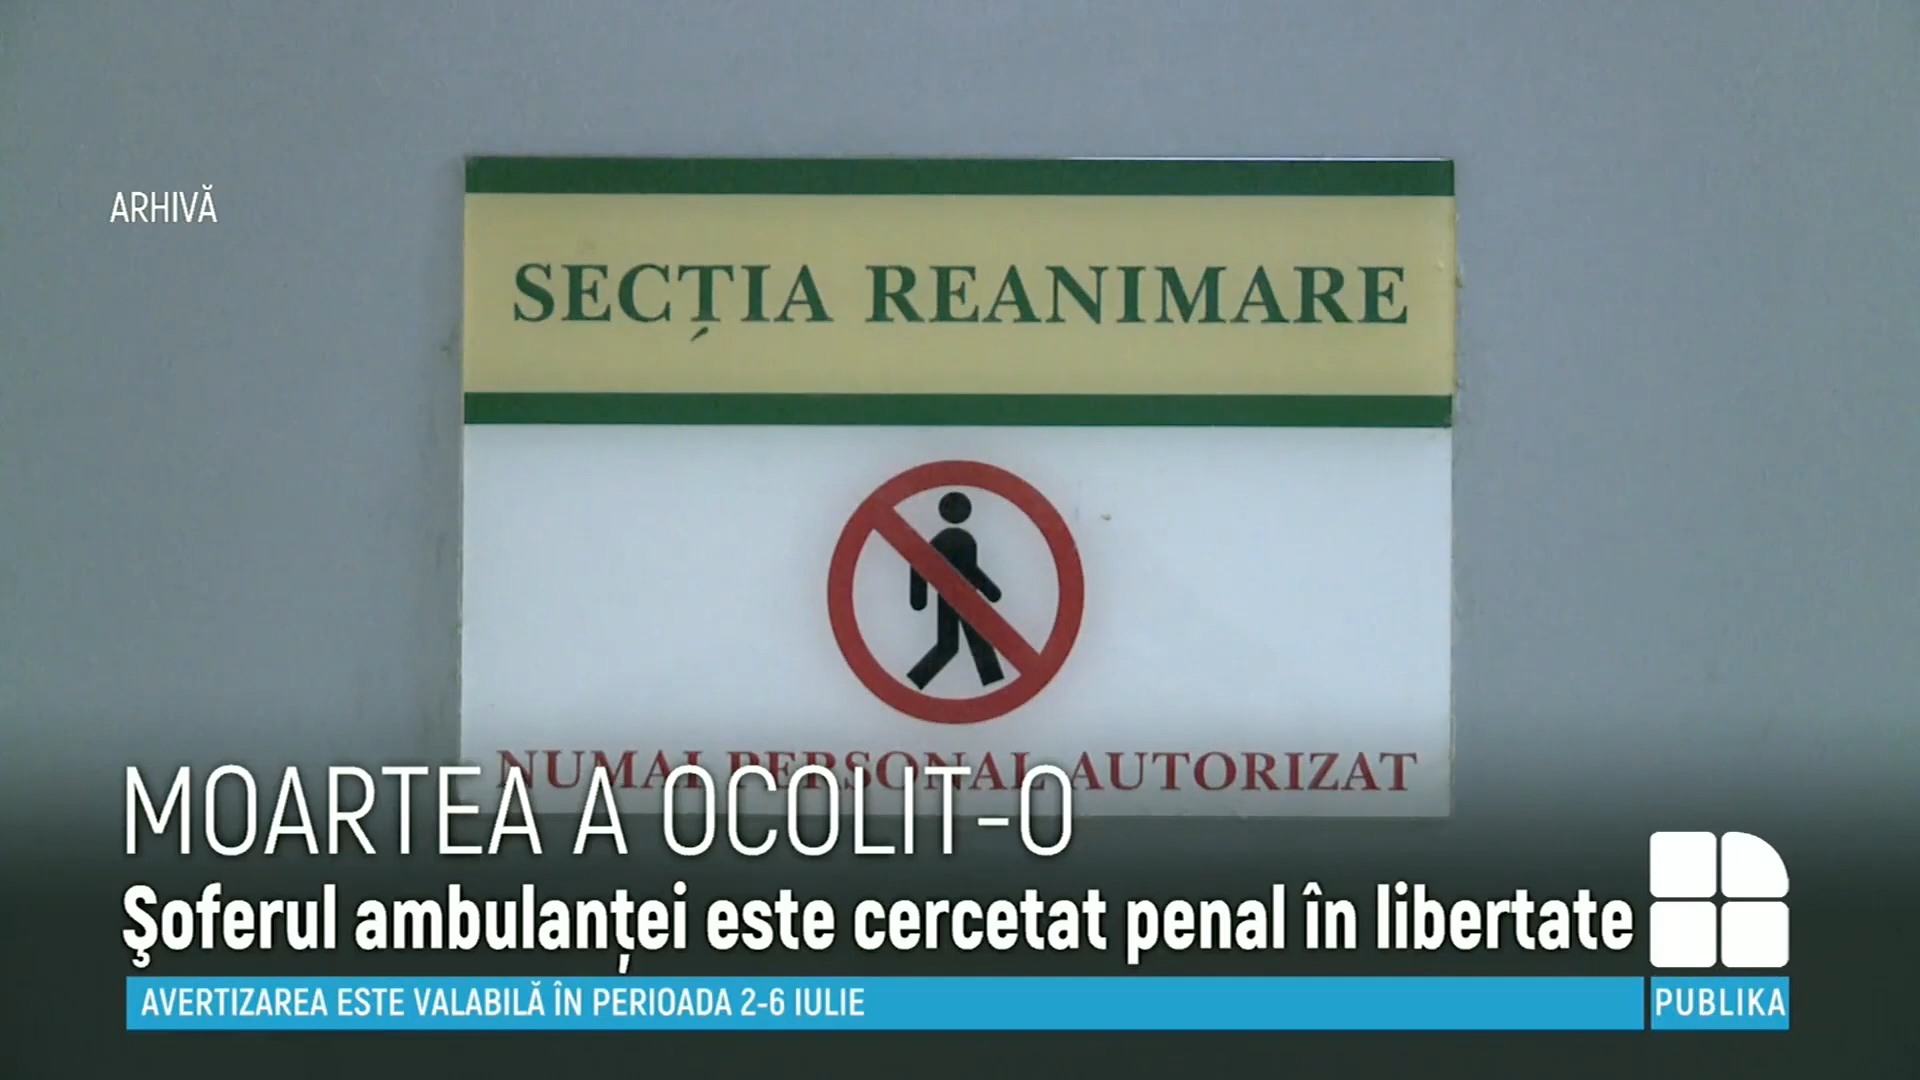 ARHIVĂ
SECȚIA REANIMARE
NUMAI PERSONAL AUTORIZAT
MOARTEA A OCOLIT-O
Şoferul ambulanței este cercetat penal în libertate
AVERTIZAREA ESTE VALABILĂ ÎN PERIOADA 2-6 IULIE
PUBLIKA